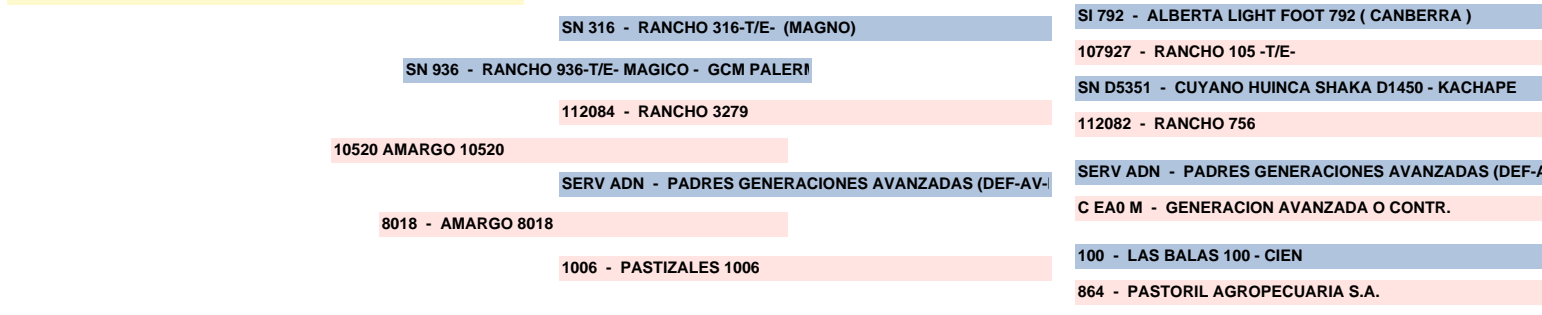 SI 792 - ALBERTA LIGHT FOOT 792 ( CANBERRA )
SN 316 - RANCHO 316-T/E- (MAGNO)
107927 - RANCHO 105 -T/E-
SN 936 - RANCHO 936-T/E- MAGICO - GCM
SN D5351 - CUYANO HUINCA SHAKA D1450 - KACHAPE
112084 - RANCHO 3279
112082 - RANCHO 756
10520 AMARGO 10520
SERV ADN - PADRES GENERACIONES AVANZADAS
SERV ADN - PADRES GENERACIONES AVANZADAS (DEF-AV-
C EA0 M - GENERACION AVANZADA O CONTR.
8018 - AMARGO 8018
100 - LAS BALAS 100 - CIEN
1006 - PASTIZALES 1006
864 - PASTORIL AGROPECUARIA S.A.